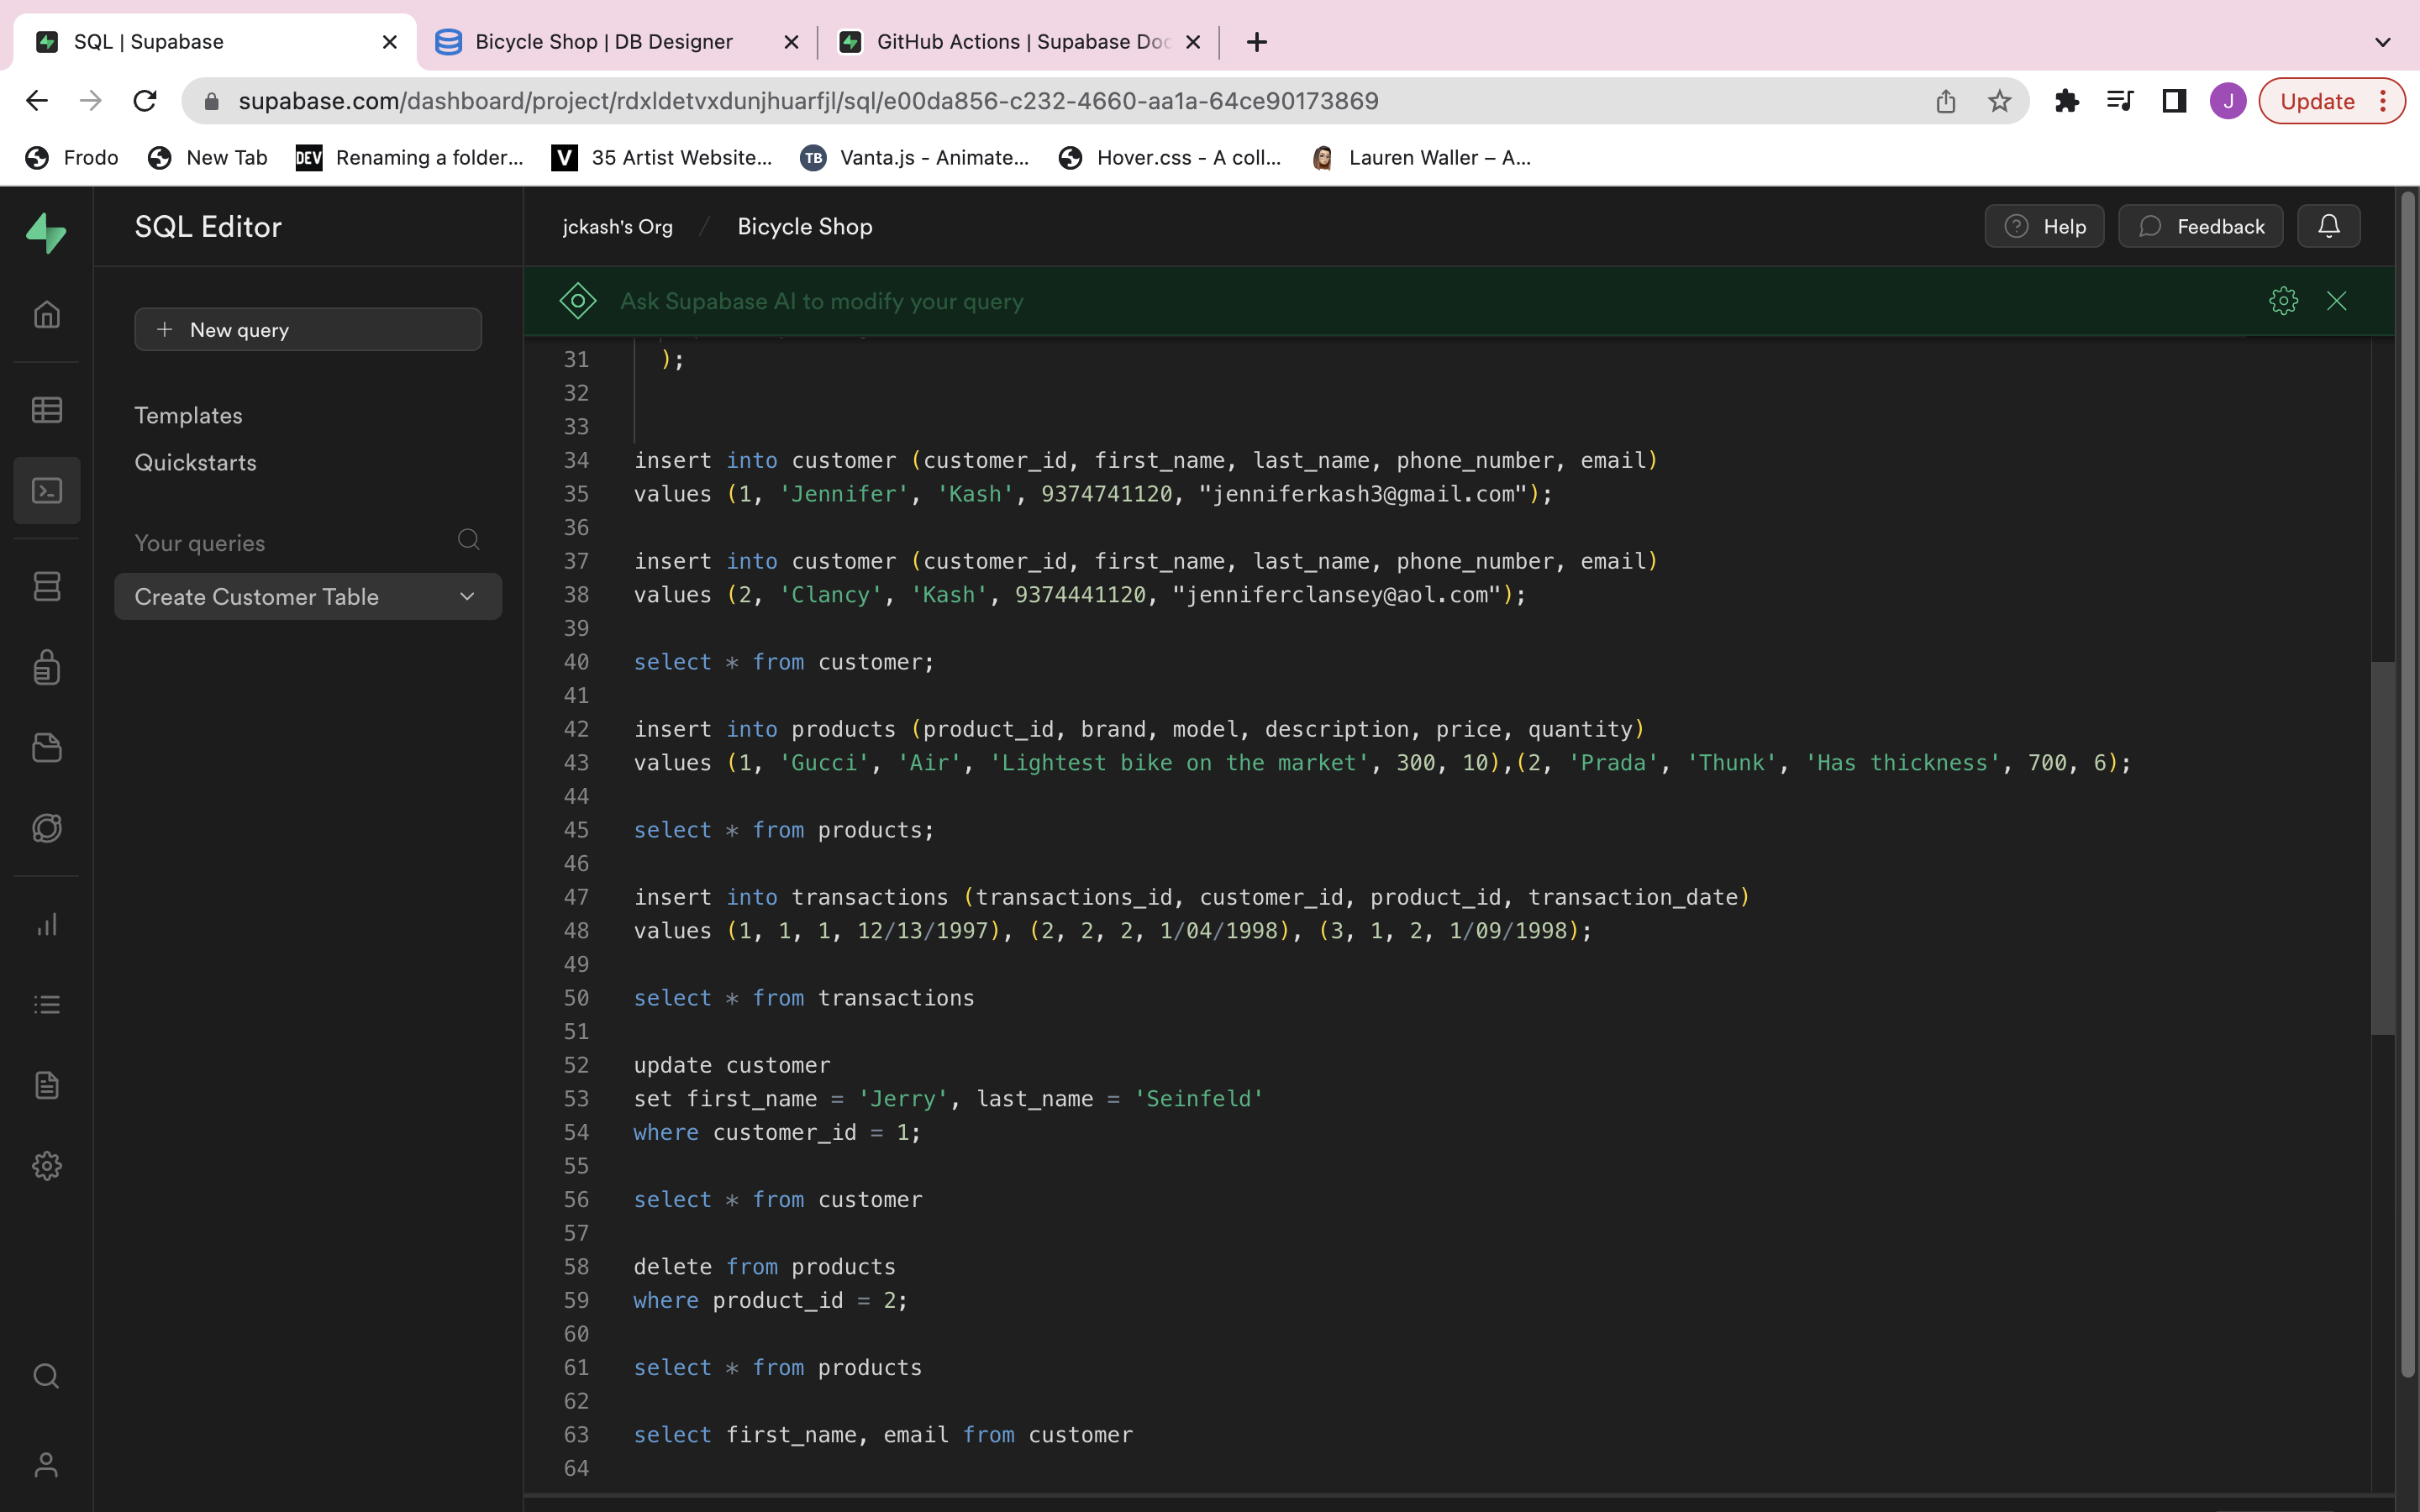 SQL | Supabase
Bicycle Shop | DB Designer
GitHub Actions | Supabase Doc
supabase.com/dashboard/project/rdxldetvxdunjhuarfjl/sql/e00da856-c232-4660-aa1a-64ce90173869
J
Update
Frodo
New Tab
DEV
Renaming a folder...
V
35 Artist Website...
TB
Vanta.js - Animate...
Hover.css - A coll...
Lauren Waller – A...
SQL Editor
jckash's Org / Bicycle Shop
Help
Feedback
Ask Supabase AI to modify your query
+ New query
Templates
Quickstarts
Your queries
Create Customer Table
31 );
32
33
34 insert into customer (customer_id, first_name, last_name, phone_number, email)
35 values (1, 'Jennifer', 'Kash', 9374741120, "jenniferkash3@gmail.com");
36
37 insert into customer (customer_id, first_name, last_name, phone_number, email)
38 values (2, 'Clancy', 'Kash', 9374441120, "jenniferclansey@aol.com");
39
40 select * from customer;
41
42 insert into products (product_id, brand, model, description, price, quantity)
43 values (1, 'Gucci', 'Air', 'Lightest bike on the market', 300, 10),(2, 'Prada', 'Thunk', 'Has thickness', 700, 6);
44
45 select * from products;
46
47 insert into transactions (transactions_id, customer_id, product_id, transaction_date)
48 values (1, 1, 1, 12/13/1997), (2, 2, 2, 1/04/1998), (3, 1, 2, 1/09/1998);
49
50 select * from transactions
51
52 update customer
53 set first_name = 'Jerry', last_name = 'Seinfeld'
54 where customer_id = 1;
55
56 select * from customer
57
58 delete from products
59 where product_id = 2;
60
61 select * from products
62
63 select first_name, email from customer
64